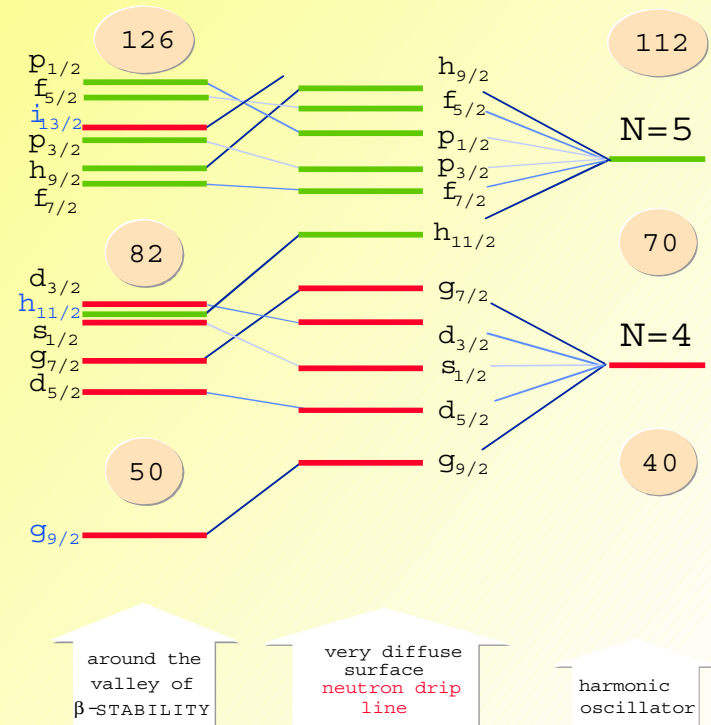 126
p1/2
f5/2
i13/2
p3/2
h9/2
f7/2
82
d3/2
h11/2
s1/2
g7/2
d5/2
50
g9/2
h9/2
f5/2
p1/2
p3/2
f7/2
h11/2
g7/2
d3/2
s1/2
d5/2
g9/2
112
N=5
70
N=4
40
around the
valley of
β-STABILITY
very diffuse
surface
neutron drip
line
harmonic
oscillator